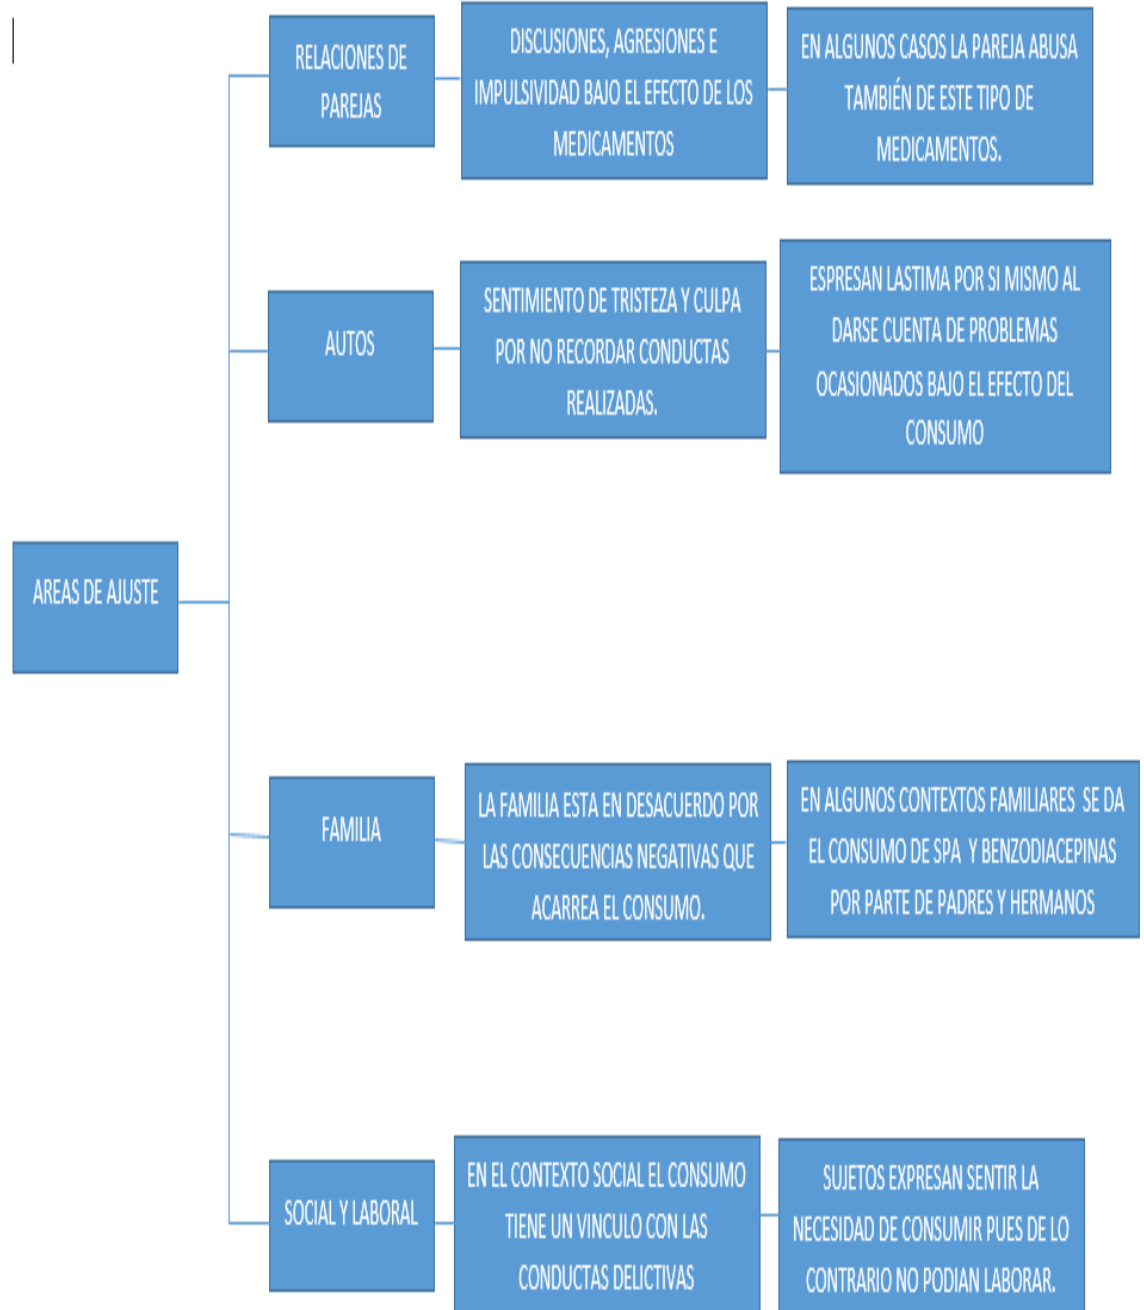 RELACIONES DE
PAREJAS
DISCUSIONES, AGRESIONES E
IMPULSIVIDAD BAJO EL EFECTO DE LOS
MEDICAMENTOS
EN ALGUNOS CASOS LA PAREJA ABUSA
TAMBIÉN DE ESTE TIPO DE
MEDICAMENTOS.
AUTOS
SENTIMIENTO DE TRISTEZA Y CULPA
POR NO RECORDAR CONDUCTAS
REALIZADAS.
ESPRESAN LASTIMA POR SI MISMO AL
DARSE CUENTA DE PROBLEMAS
OCASIONADOS BAJO EL EFECTO DEL
CONSUMO
AREAS DE AJUSTE
FAMILIA
LA FAMILIA ESTA EN DESACUERDO POR
LAS CONSECUENCIAS NEGATIVAS QUE
ACARREA EL CONSUMO.
EN ALGUNOS CONTEXTOS FAMILIARES SE DA
EL CONSUMO DE SPA Y BENZODIACEPINAS
POR PARTE DE PADRES Y HERMANOS
SOCIAL Y LABORAL
EN EL CONTEXTO SOCIAL EL CONSUMO
TIENE UN VINCULO CON LAS
CONDUCTAS DELICTIVAS
SUJETOS EXPRESAN SENTIR LA
NECESIDAD DE CONSUMIR PUES DE LO
CONTRARIO NO PODIAN LABORAR.